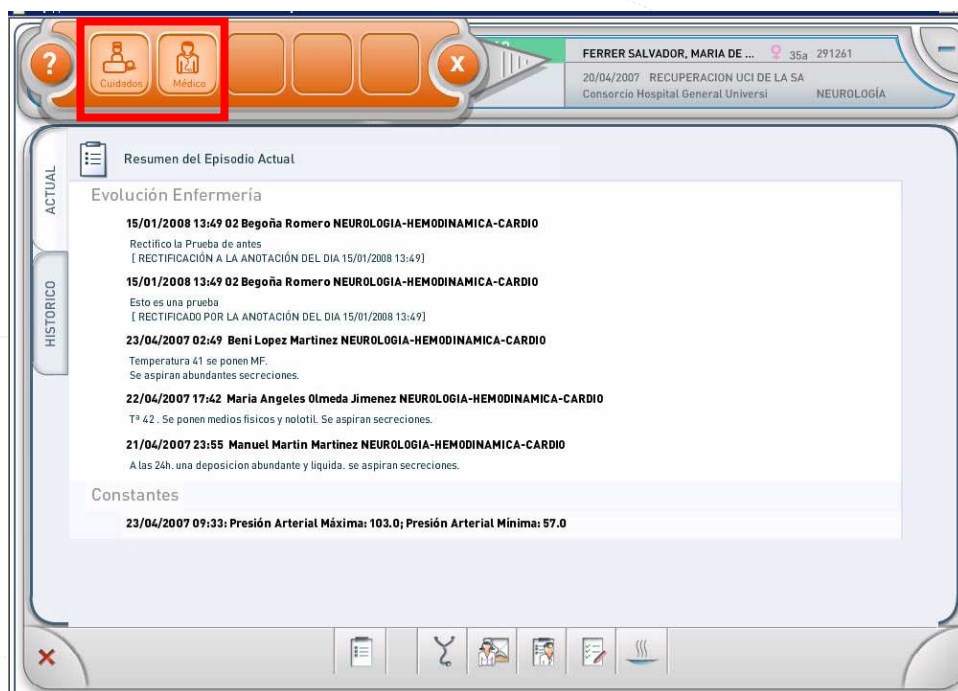 ?
Cuidados
Médico
X
FERRER SALVADOR, MARIA DE ... 35a 291261
20/04/2007 RECUPERACION UCI DE LA SA
Consorcio Hospital General Universi NEUROLOGÍA
ACTUAL
HISTORICO
Resumen del Episodio Actual
Evolución Enfermería
15/01/2008 13:49 02 Begoña Romero NEUROLOGIA-HEMODINAMICA-CARDIO
Rectifico la Prueba de antes
[ RECTIFICACIÓN A LA ANOTACIÓN DEL DIA 15/01/2008 13:49]
15/01/2008 13:49 02 Begoña Romero NEUROLOGIA-HEMODINAMICA-CARDIO
Esto es una prueba
[ RECTIFICADO POR LA ANOTACIÓN DEL DIA 15/01/2008 13:49]
23/04/2007 02:49 Beni Lopez Martinez NEUROLOGIA-HEMODINAMICA-CARDIO
Temperatura 41 se ponen MF.
Se aspiran abundantes secreciones.
22/04/2007 17:42 Maria Angeles Olmeda Jimenez NEUROLOGIA-HEMODINAMICA-CARDIO
Tª 42 . Se ponen medios fisicos y nolotil. Se aspiran secreciones.
21/04/2007 23:55 Manuel Martin Martinez NEUROLOGIA-HEMODINAMICA-CARDIO
A las 24h. una deposicion abundante y liquida. se aspiran secreciones.
Constantes
23/04/2007 09:33: Presión Arterial Máxima: 103.0; Presión Arterial Mínima: 57.0